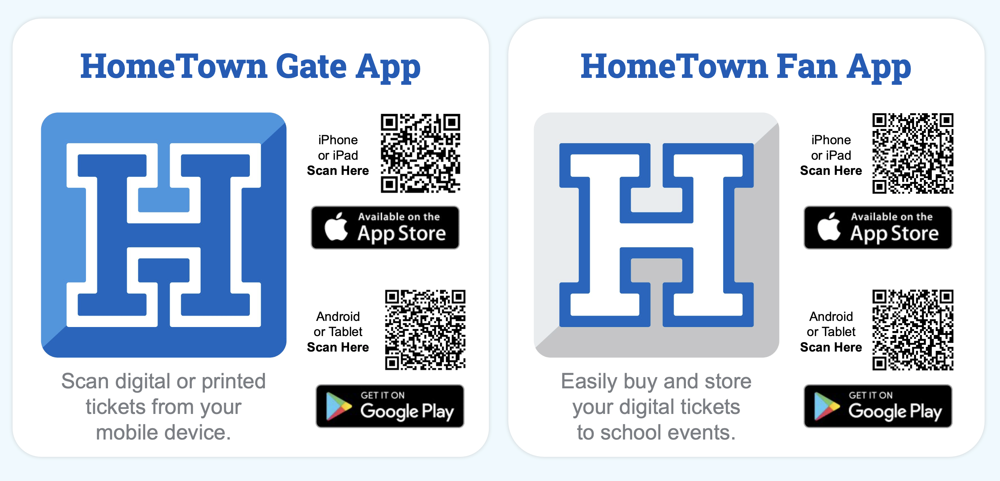 HomeTown Gate App
H
iPhone
or iPad
Scan Here
Available on the
App Store
Android
or Tablet
Scan Here
GET IT ON
Google Play
Scan digital or printed
tickets from your
mobile device.
HomeTown Fan App
H
iPhone
or iPad
Scan Here
Available on the
App Store
Android
or Tablet
Scan Here
GET IT ON
Google Play
Easily buy and store
your digital tickets
to school events.